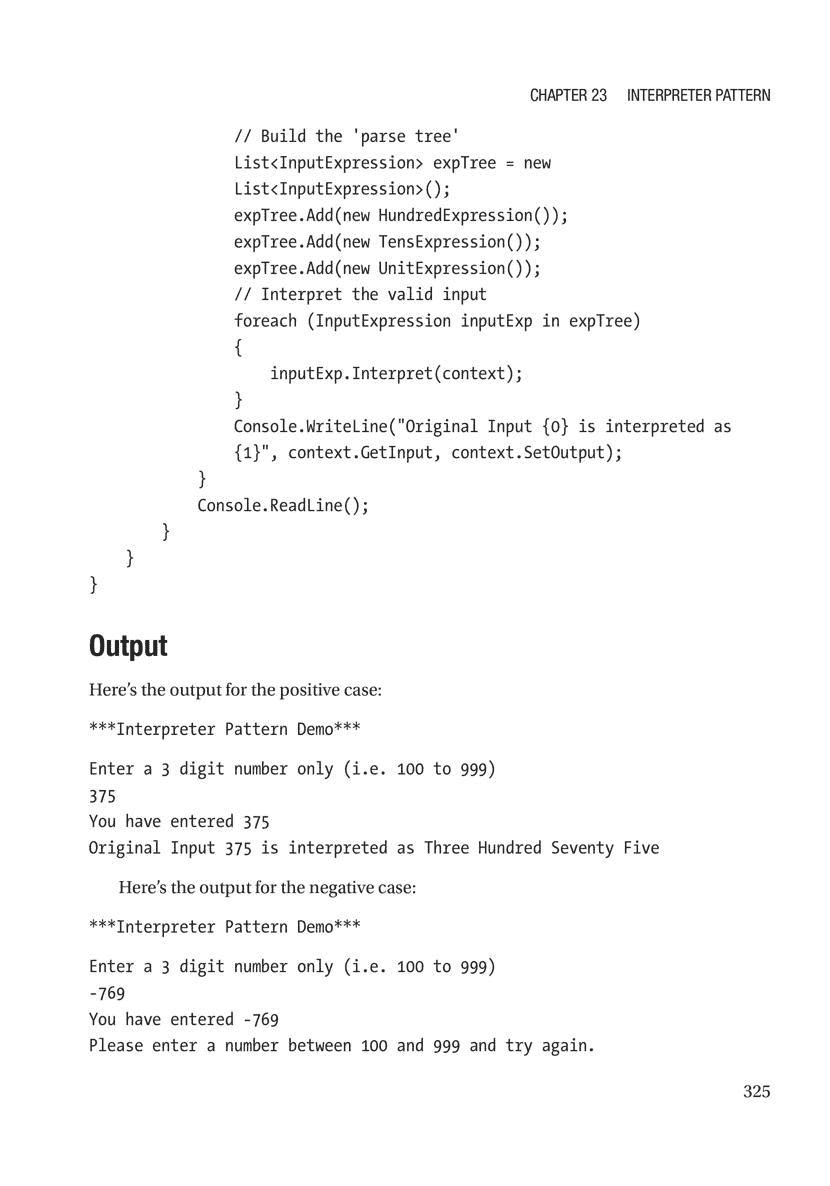 CHAPTER 23 INTERPRETER PATTERN
// Build the 'parse tree'
List<InputExpression> expTree = new
List<InputExpression>();
expTree.Add(new HundredExpression());
expTree.Add(new TensExpression());
expTree.Add(new UnitExpression());
// Interpret the valid input
foreach (InputExpression inputExp in expTree)
{
inputExp.Interpret(context);
}
Console.WriteLine("Original Input {0} is interpreted as
{1}", context.GetInput, context.SetOutput);
}
Console.ReadLine();
}
}
}
Output
Here’s the output for the positive case:
***Interpreter Pattern Demo***
Enter a 3 digit number only (i.e. 100 to 999)
375
You have entered 375
Original Input 375 is interpreted as Three Hundred Seventy Five
Here’s the output for the negative case:
***Interpreter Pattern Demo***
Enter a 3 digit number only (i.e. 100 to 999)
-769
You have entered -769
Please enter a number between 100 and 999 and try again.
325